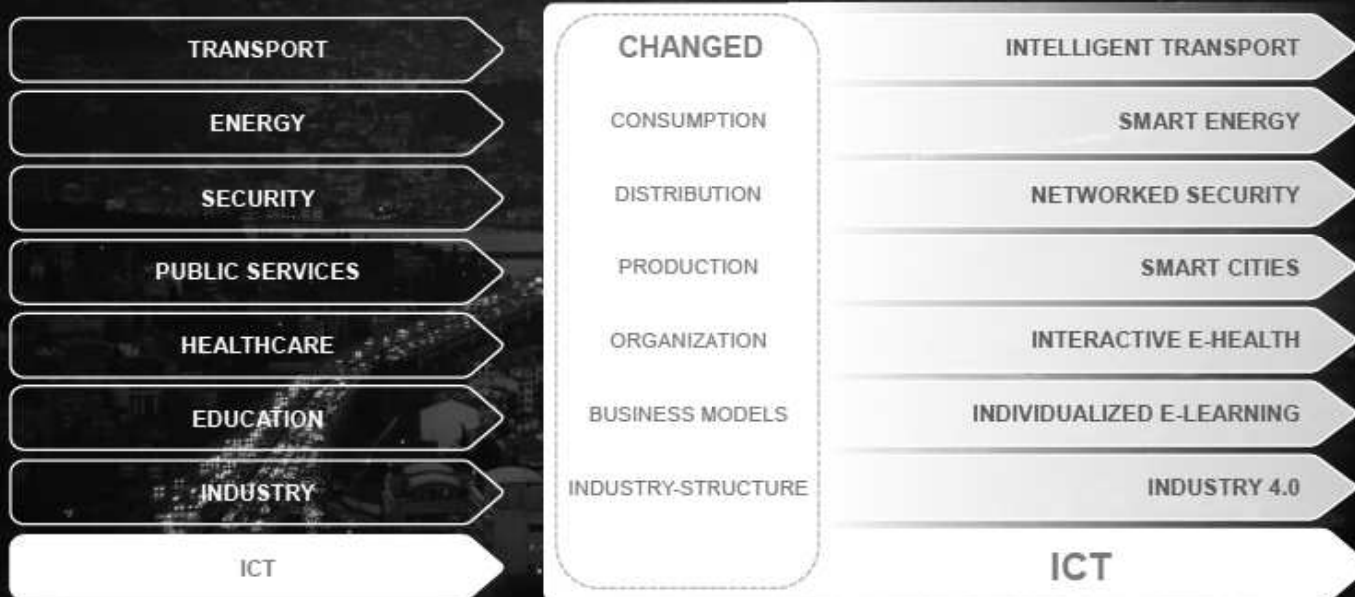 TRANSPORT
ENERGY
SECURITY
PUBLIC SERVICES
HEALTHCARE
EDUCATION
INDUSTRY
ICT
CHANGED
CONSUMPTION
DISTRIBUTION
PRODUCTION
ORGANIZATION
BUSINESS MODELS
INDUSTRY-STRUCTURE
INTELLIGENT TRANSPORT
SMART ENERGY
NETWORKED SECURITY
SMART CITIES
INTERACTIVE E-HEALTH
INDIVIDUALIZED E-LEARNING
INDUSTRY 4.0
ICT